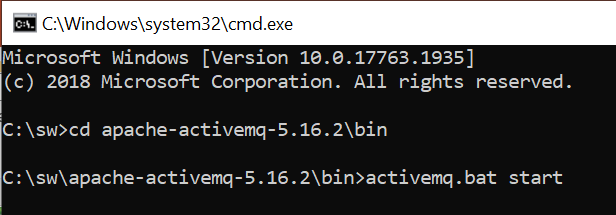 C:\Windows\system32\cmd.exe
Microsoft Windows [Version 10.0.17763.1935]
(c) 2018 Microsoft Corporation. All rights reserved.
C:\sw>cd apache-activemq-5.16.2\bin
C:\sw\apache-activemq-5.16.2\bin>activemq.bat start